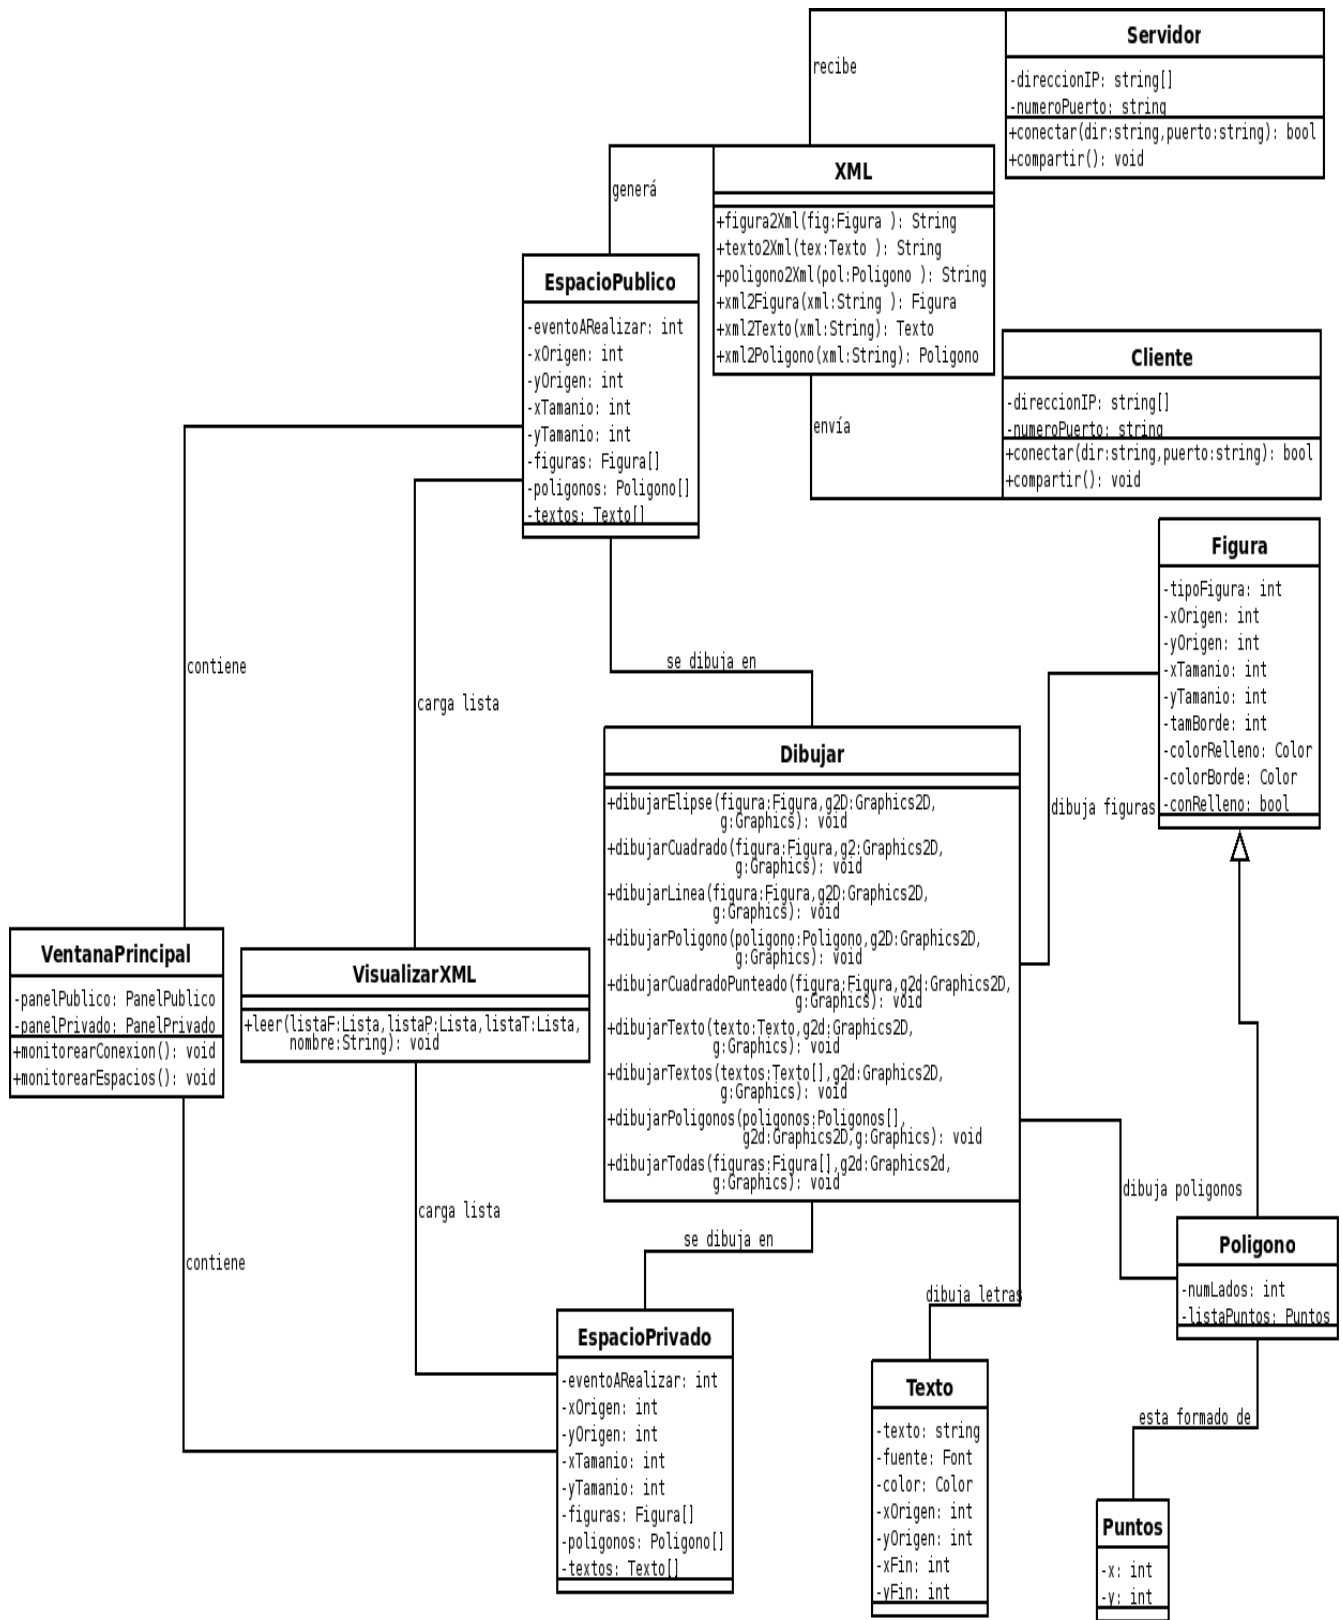 Servidor
-direccionIP: string[]
-numeroPuerto: string
+conectar(dir:string,puerto:string): bool
+compartir(): void
recibe
XML
+figura2Xml(fig:Figura ): String
+texto2Xml(tex:Texto ): String
+poligono2Xml(pol:Poligono ): String
+xml2Figura(xml:String ): Figura
+xml2Texto(xml:String): Texto
+xml2Poligono(xml:String): Poligono
generá
EspacioPublico
-eventoARealizar: int
-xOrigen: int
-yOrigen: int
-xTamanio: int
-yTamanio: int
-figuras: Figura[]
-poligonos: Poligono[]
-textos: Texto[]
envía
Cliente
-direccionIP: string[]
-numeroPuerto: string
+conectar(dir:string,puerto:string): bool
+compartir(): void
Figura
-tipoFigura: int
-xOrigen: int
-yOrigen: int
-xTamanio: int
-yTamanio: int
-tamBorde: int
-colorRelleno: Color
-colorBorde: Color
-conRelleno: bool
contiene
carga lista
se dibuja en
dibuja figuras
Dibujar
+dibujarElipse(figura:Figura,g2D:Graphics2D,
g:Graphics): void
+dibujarCuadrado(figura:Figura,g2:Graphics2D,
g:Graphics): void
+dibujarLinea(figura:Figura,g2D:Graphics2D,
g:Graphics): void
+dibujarPoligono(poligono:Poligono,g2D:Graphics2D,
g:Graphics): void
+dibujarCuadradoPunteado(figura:Figura,g2d:Graphics2D,
g:Graphics): void
+dibujarTexto(texto:Texto,g2d:Graphics2D,
g:Graphics): void
+dibujarTextos(textos:Texto[],g2d:Graphics2D,
g:Graphics): void
+dibujarPoligonos(poligonos:Poligonos[],
g2d:Graphics2D,g:Graphics): void
+dibujarTodas(figuras:Figura[],g2d:Graphics2d,
g:Graphics): void
VentanaPrincipal
-panelPublico: PanelPublico
-panelPrivado: PanelPrivado
+monitorearConexion(): void
+monitorearEspacios(): void
VisualizarXML
+leer(listaF:Lista,listaP:Lista,listaT:Lista,
nombre:String): void
contiene
carga lista
se dibuja en
dibuja letras
dibuja poligonos
Poligono
-numLados: int
-listaPuntos: Puntos
EspacioPrivado
-eventoARealizar: int
-xOrigen: int
-yOrigen: int
-xTamanio: int
-yTamanio: int
-figuras: Figura[]
-poligonos: Poligono[]
-textos: Texto[]
Texto
-texto: string
-fuente: Font
-color: Color
-xOrigen: int
-yOrigen: int
-xFin: int
-yFin: int
esta formado de
Puntos
-x: int
-y: int